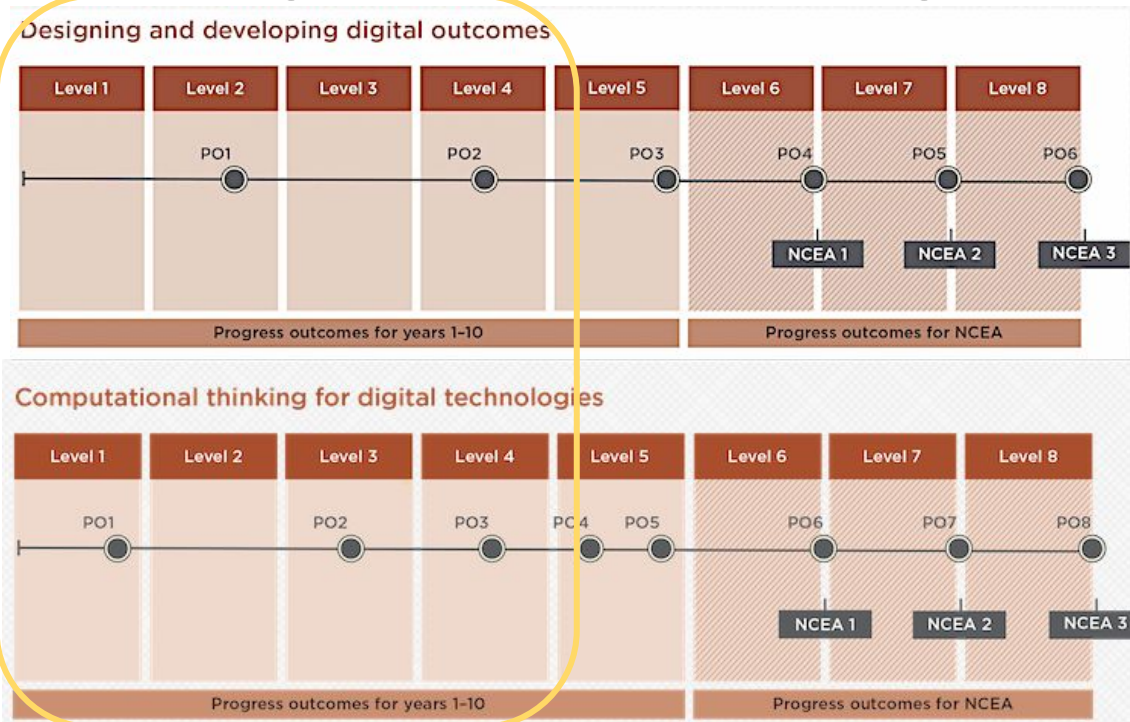 Designing and developing digital outcomes
Level 1 Level 2 Level 3 Level 4 Level 5 Level 6 Level 7 Level 8
PO1 PO2 PO3 PO4 PO5 PO6
NCEA 1 NCEA 2 NCEA 3
Progress outcomes for years 1–10 Progress outcomes for NCEA
Computational thinking for digital technologies
Level 1 Level 2 Level 3 Level 4 Level 5 Level 6 Level 7 Level 8
PO1 PO2 PO3 PO4 PO5 PO6 PO7 PO8
NCEA 1 NCEA 2 NCEA 3
Progress outcomes for years 1–10 Progress outcomes for NCEA